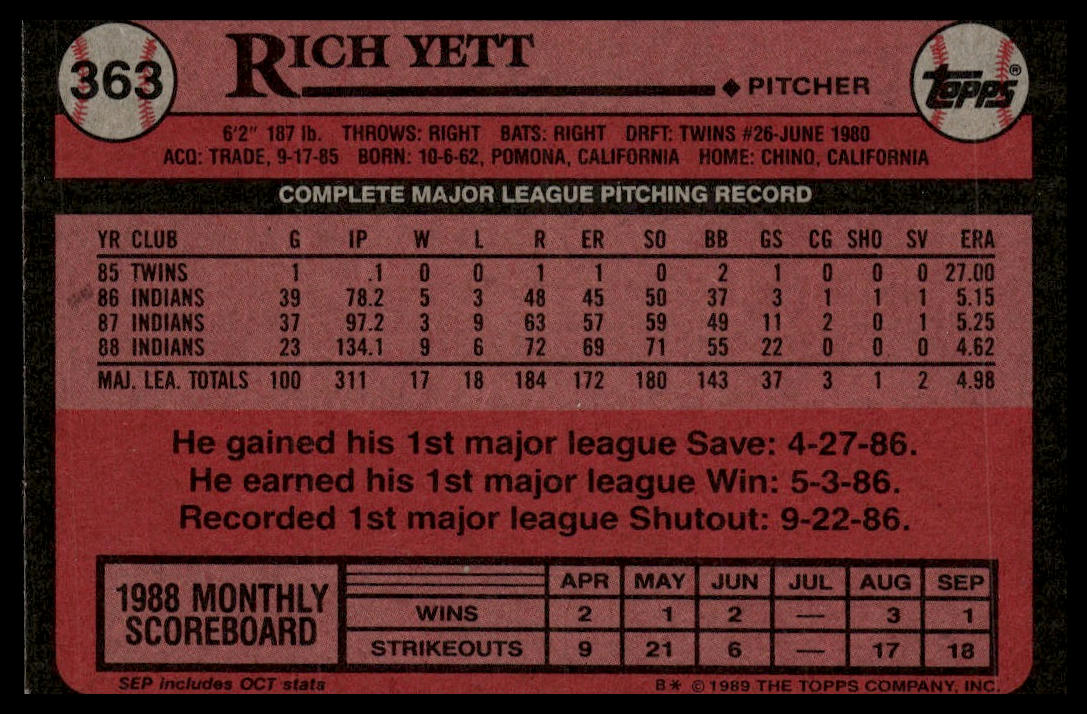 363
RICH YETT
◆ PITCHER
TOPPS®
6'2" 187 lb. THROWS: RIGHT BATS: RIGHT DRFT: TWINS #26-JUNE 1980
ACQ: TRADE, 9-17-85 BORN: 10-6-62, POMONA, CALIFORNIA HOME: CHINO, CALIFORNIA
COMPLETE MAJOR LEAGUE PITCHING RECORD
YR CLUB G IP W L R ER SO BB GS CG SHO SV ERA
85 TWINS 1 .1 0 0 1 1 0 2 1 0 0 0 27.00
86 INDIANS 39 78.2 5 3 48 45 50 37 3 1 1 1 5.15
87 INDIANS 37 97.2 3 9 63 57 59 49 11 2 0 1 5.25
88 INDIANS 23 134.1 9 6 72 69 71 55 22 0 0 0 4.62
MAJ. LEA. TOTALS 100 311 17 18 184 172 180 143 37 3 1 2 4.98
He gained his 1st major league Save: 4-27-86.
He earned his 1st major league Win: 5-3-86.
Recorded 1st major league Shutout: 9-22-86.
1988 MONTHLY
SCOREBOARD
APR MAY JUN JUL AUG SEP
WINS 2 1 2 — 3 1
STRIKEOUTS 9 21 6 — 17 18
SEP includes OCT stats
B* © 1989 THE TOPPS COMPANY, INC.